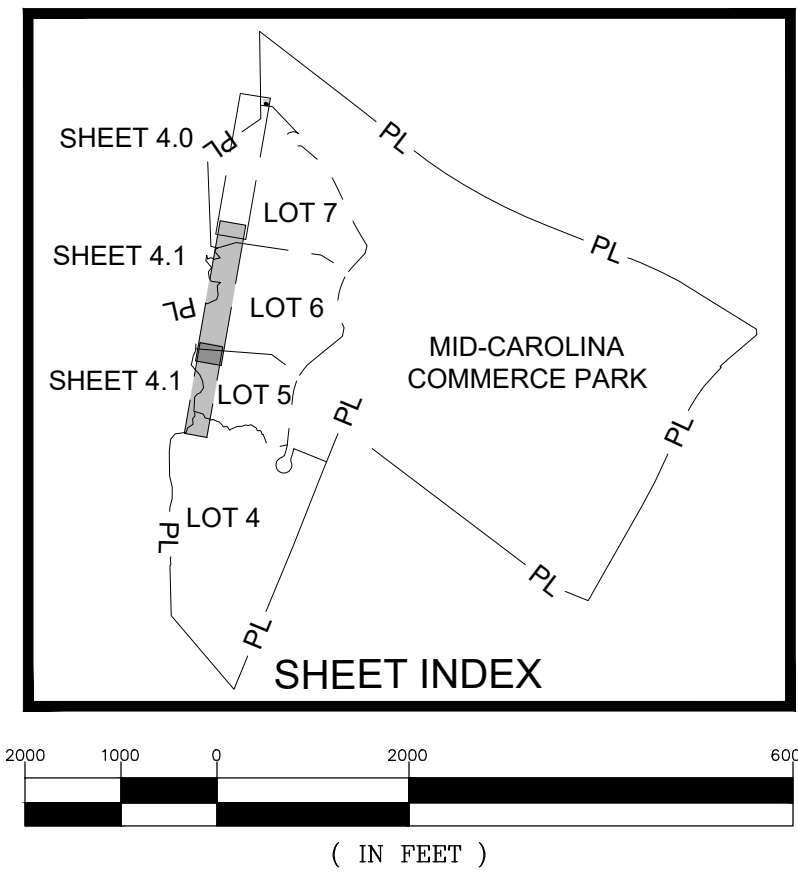 PL
SHEET 4.0
PL
LOT 7
PL
SHEET 4.1
PL
LOT 6
MID-CAROLINA
COMMERCE PARK
SHEET 4.1
LOT 5
PL
PL
LOT 4
PL
PL
PL
SHEET INDEX
2000 1000 0 2000
( IN FEET )